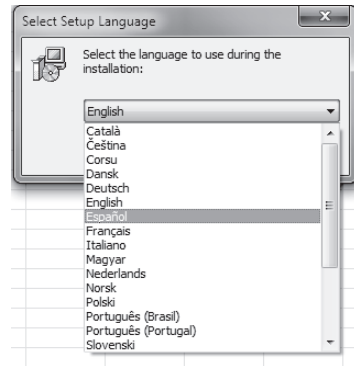 Select Setup Language
Select the language to use during the
installation:
English
Català
Čeština
Corsu
Dansk
Deutsch
English
Español
Français
Italiano
Magyar
Nederlands
Norsk
Polski
Português (Brasil)
Português (Portugal)
Slovenski